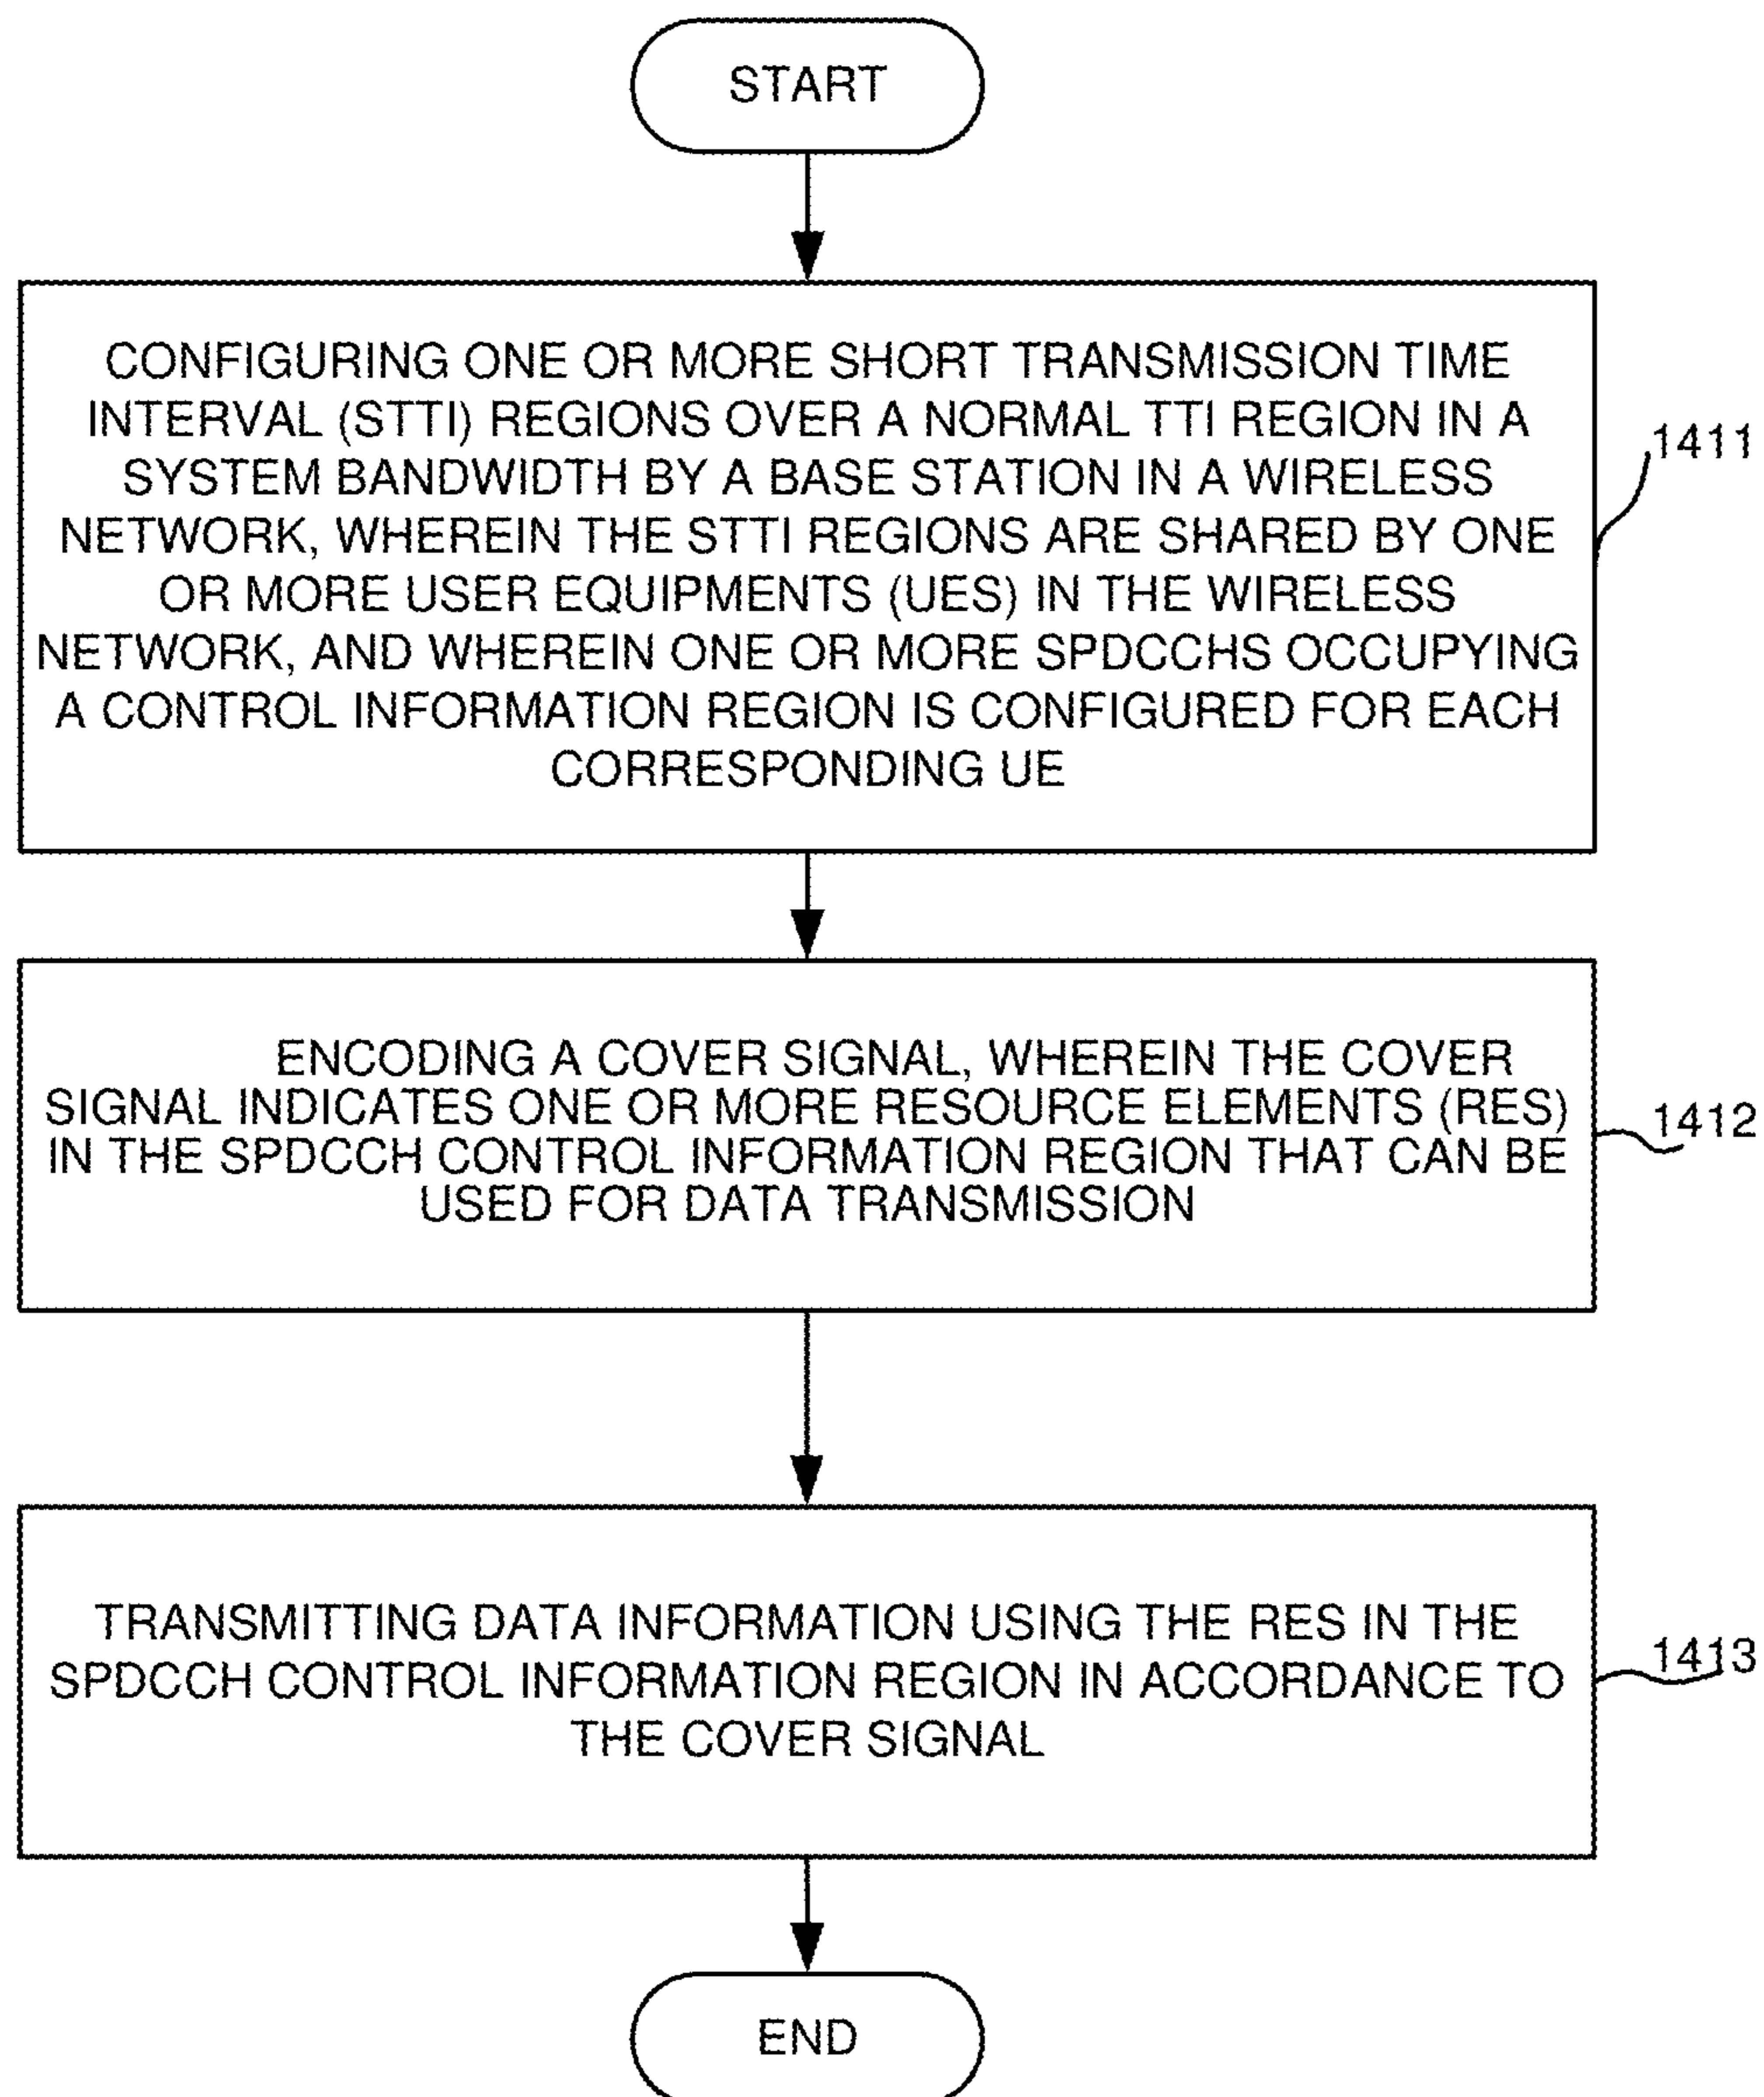 START
CONFIGURING ONE OR MORE SHORT TRANSMISSION TIME
INTERVAL (STTI) REGIONS OVER A NORMAL TTI REGION IN A
SYSTEM BANDWIDTH BY A BASE STATION IN A WIRELESS
NETWORK, WHEREIN THE STTI REGIONS ARE SHARED BY ONE
OR MORE USER EQUIPMENTS (UES) IN THE WIRELESS
NETWORK, AND WHEREIN ONE OR MORE SPDCCHS OCCUPYING
A CONTROL INFORMATION REGION IS CONFIGURED FOR EACH
CORRESPONDING UE
1411
ENCODING A COVER SIGNAL, WHEREIN THE COVER
SIGNAL INDICATES ONE OR MORE RESOURCE ELEMENTS (RES)
IN THE SPDCCH CONTROL INFORMATION REGION THAT CAN BE
USED FOR DATA TRANSMISSION
1412
TRANSMITTING DATA INFORMATION USING THE RES IN THE
SPDCCH CONTROL INFORMATION REGION IN ACCORDANCE TO
THE COVER SIGNAL
1413
END